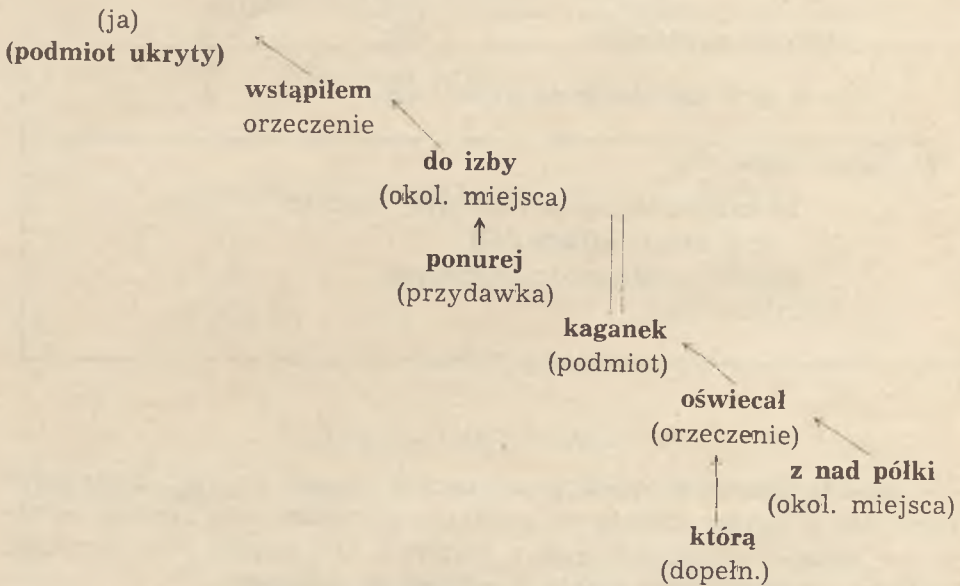 (ja)
(podmiot ukryty)
wstąpiłem
orzeczenie
do izby
(okol. miejsca)
ponurej
(przydawka)
kaganek
(podmiot)
oświecał
(orzeczenie)
z nad półki
(okol. miejsca)
którą
(dopełn.)